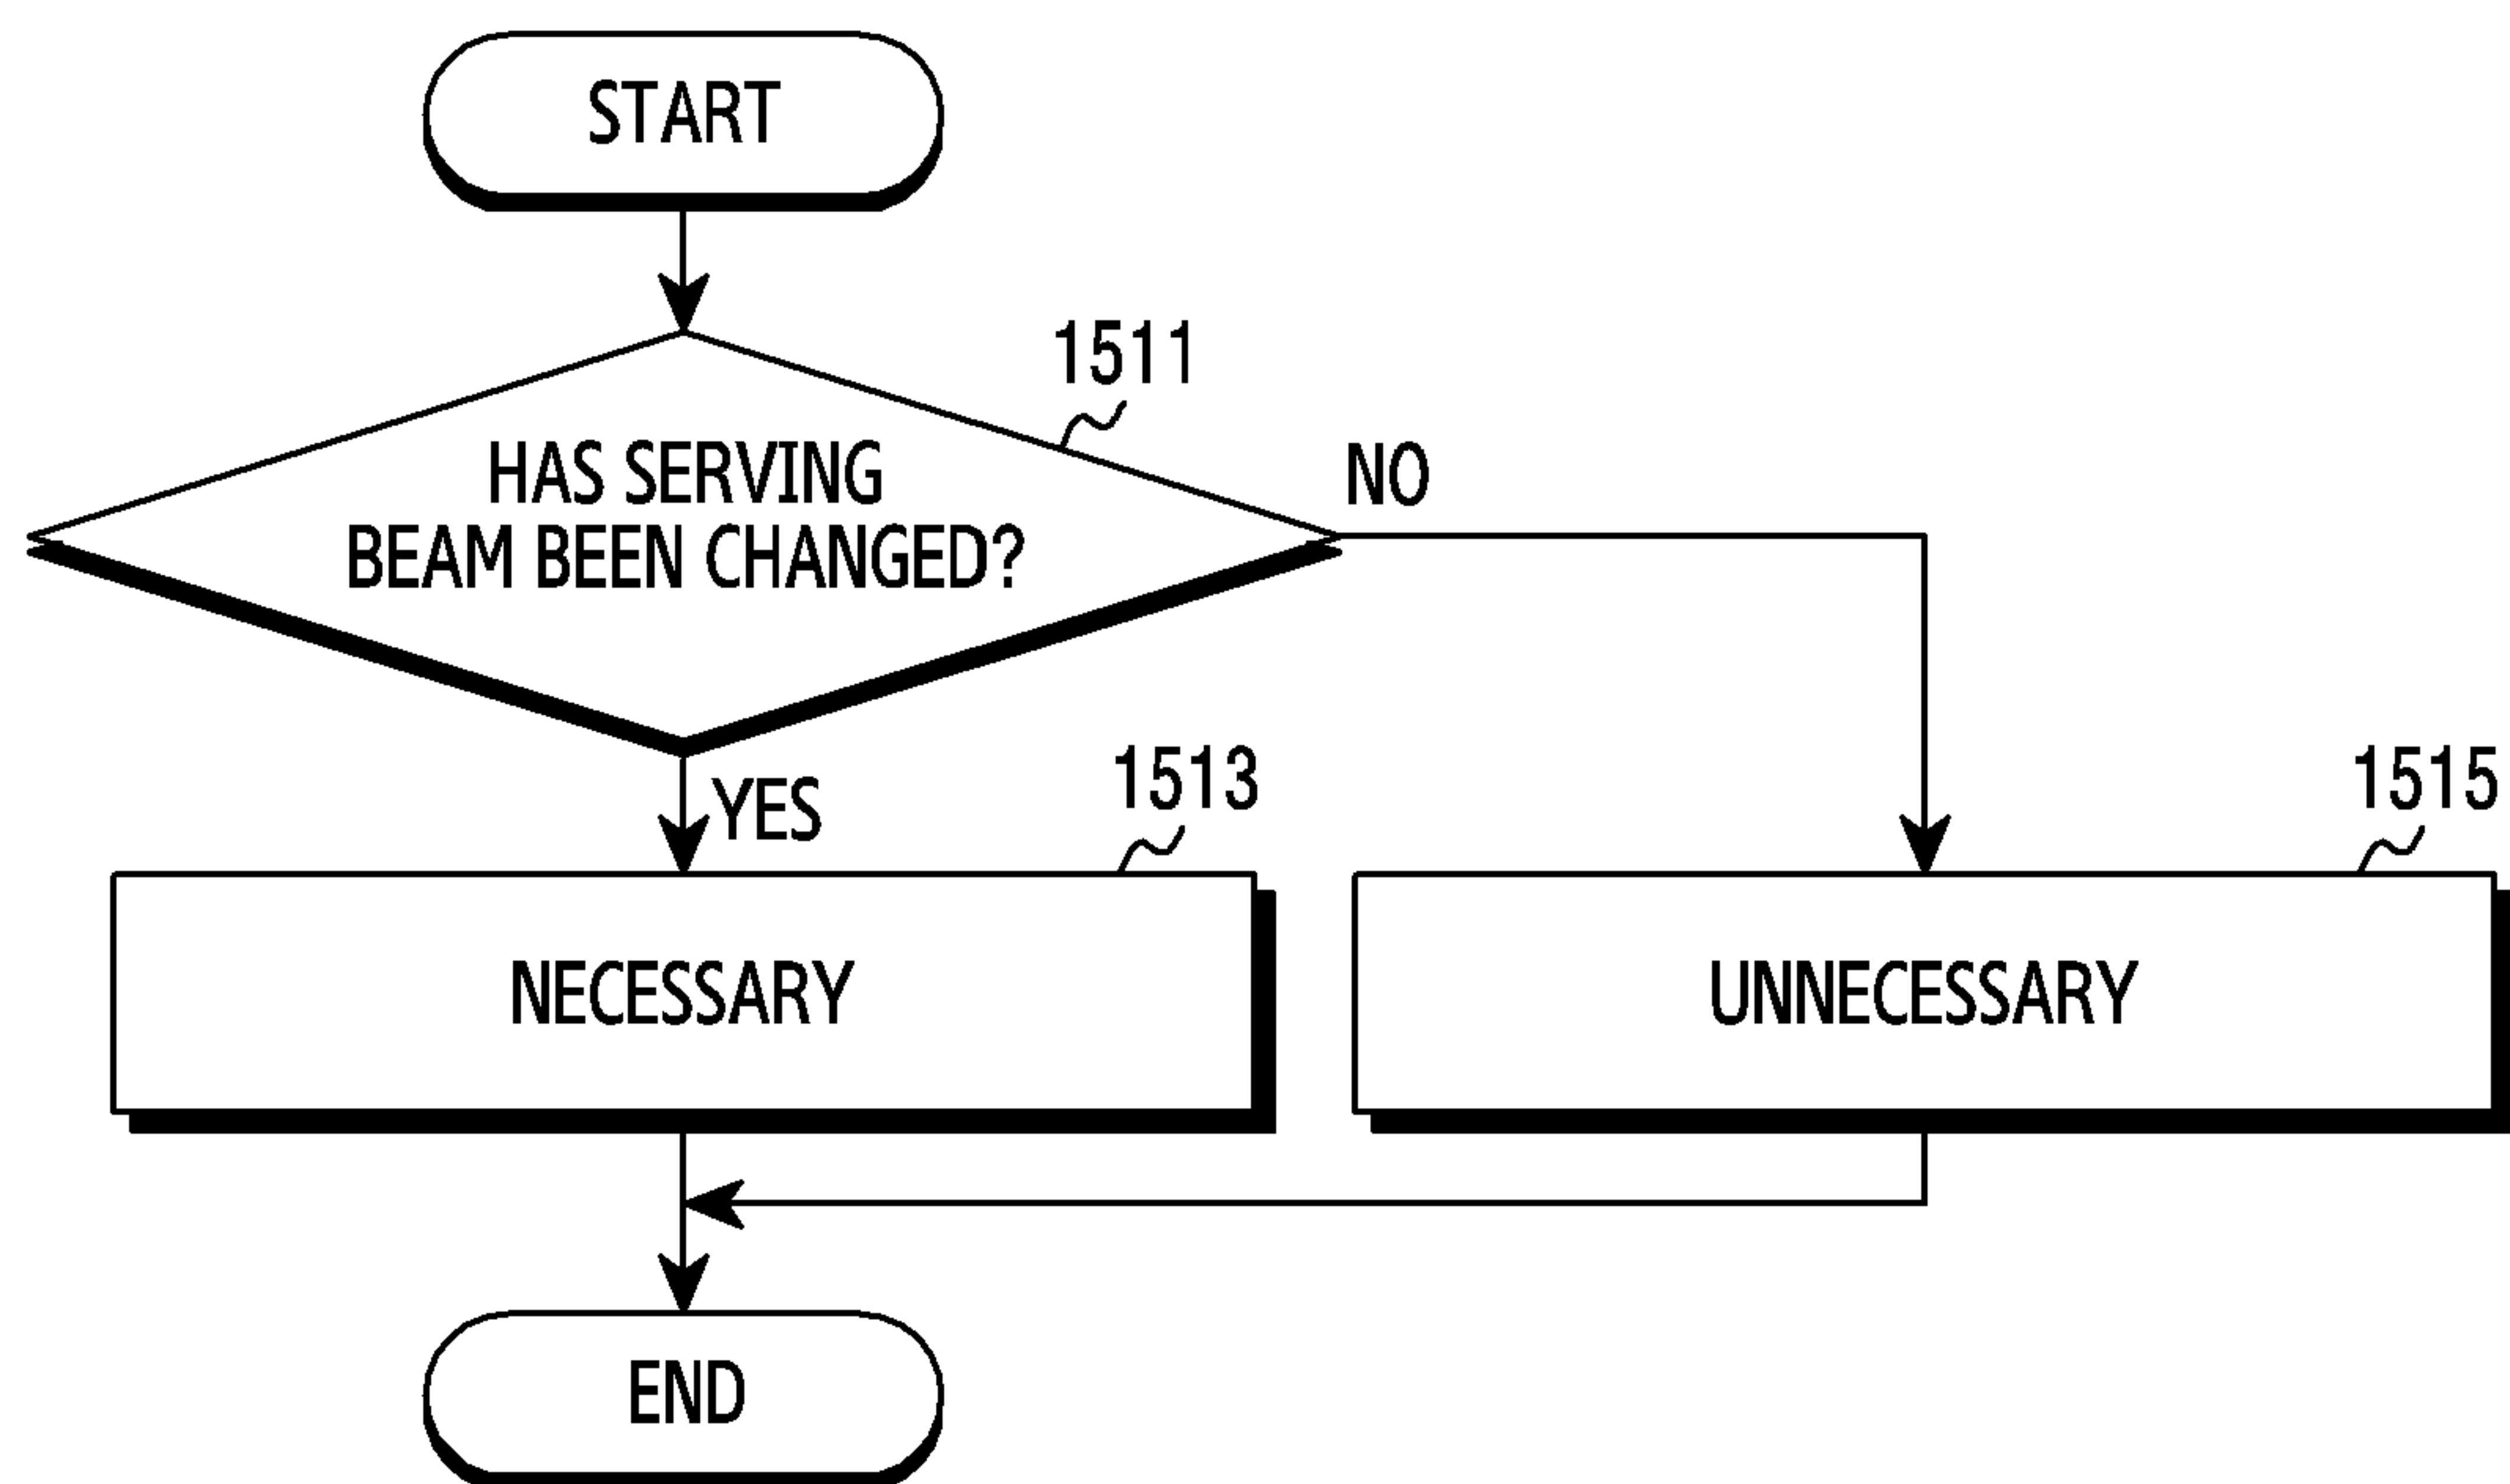 START
1511
HAS SERVING
BEAM BEEN CHANGED?
NO
YES
1513
1515
NECESSARY
UNNECESSARY
END